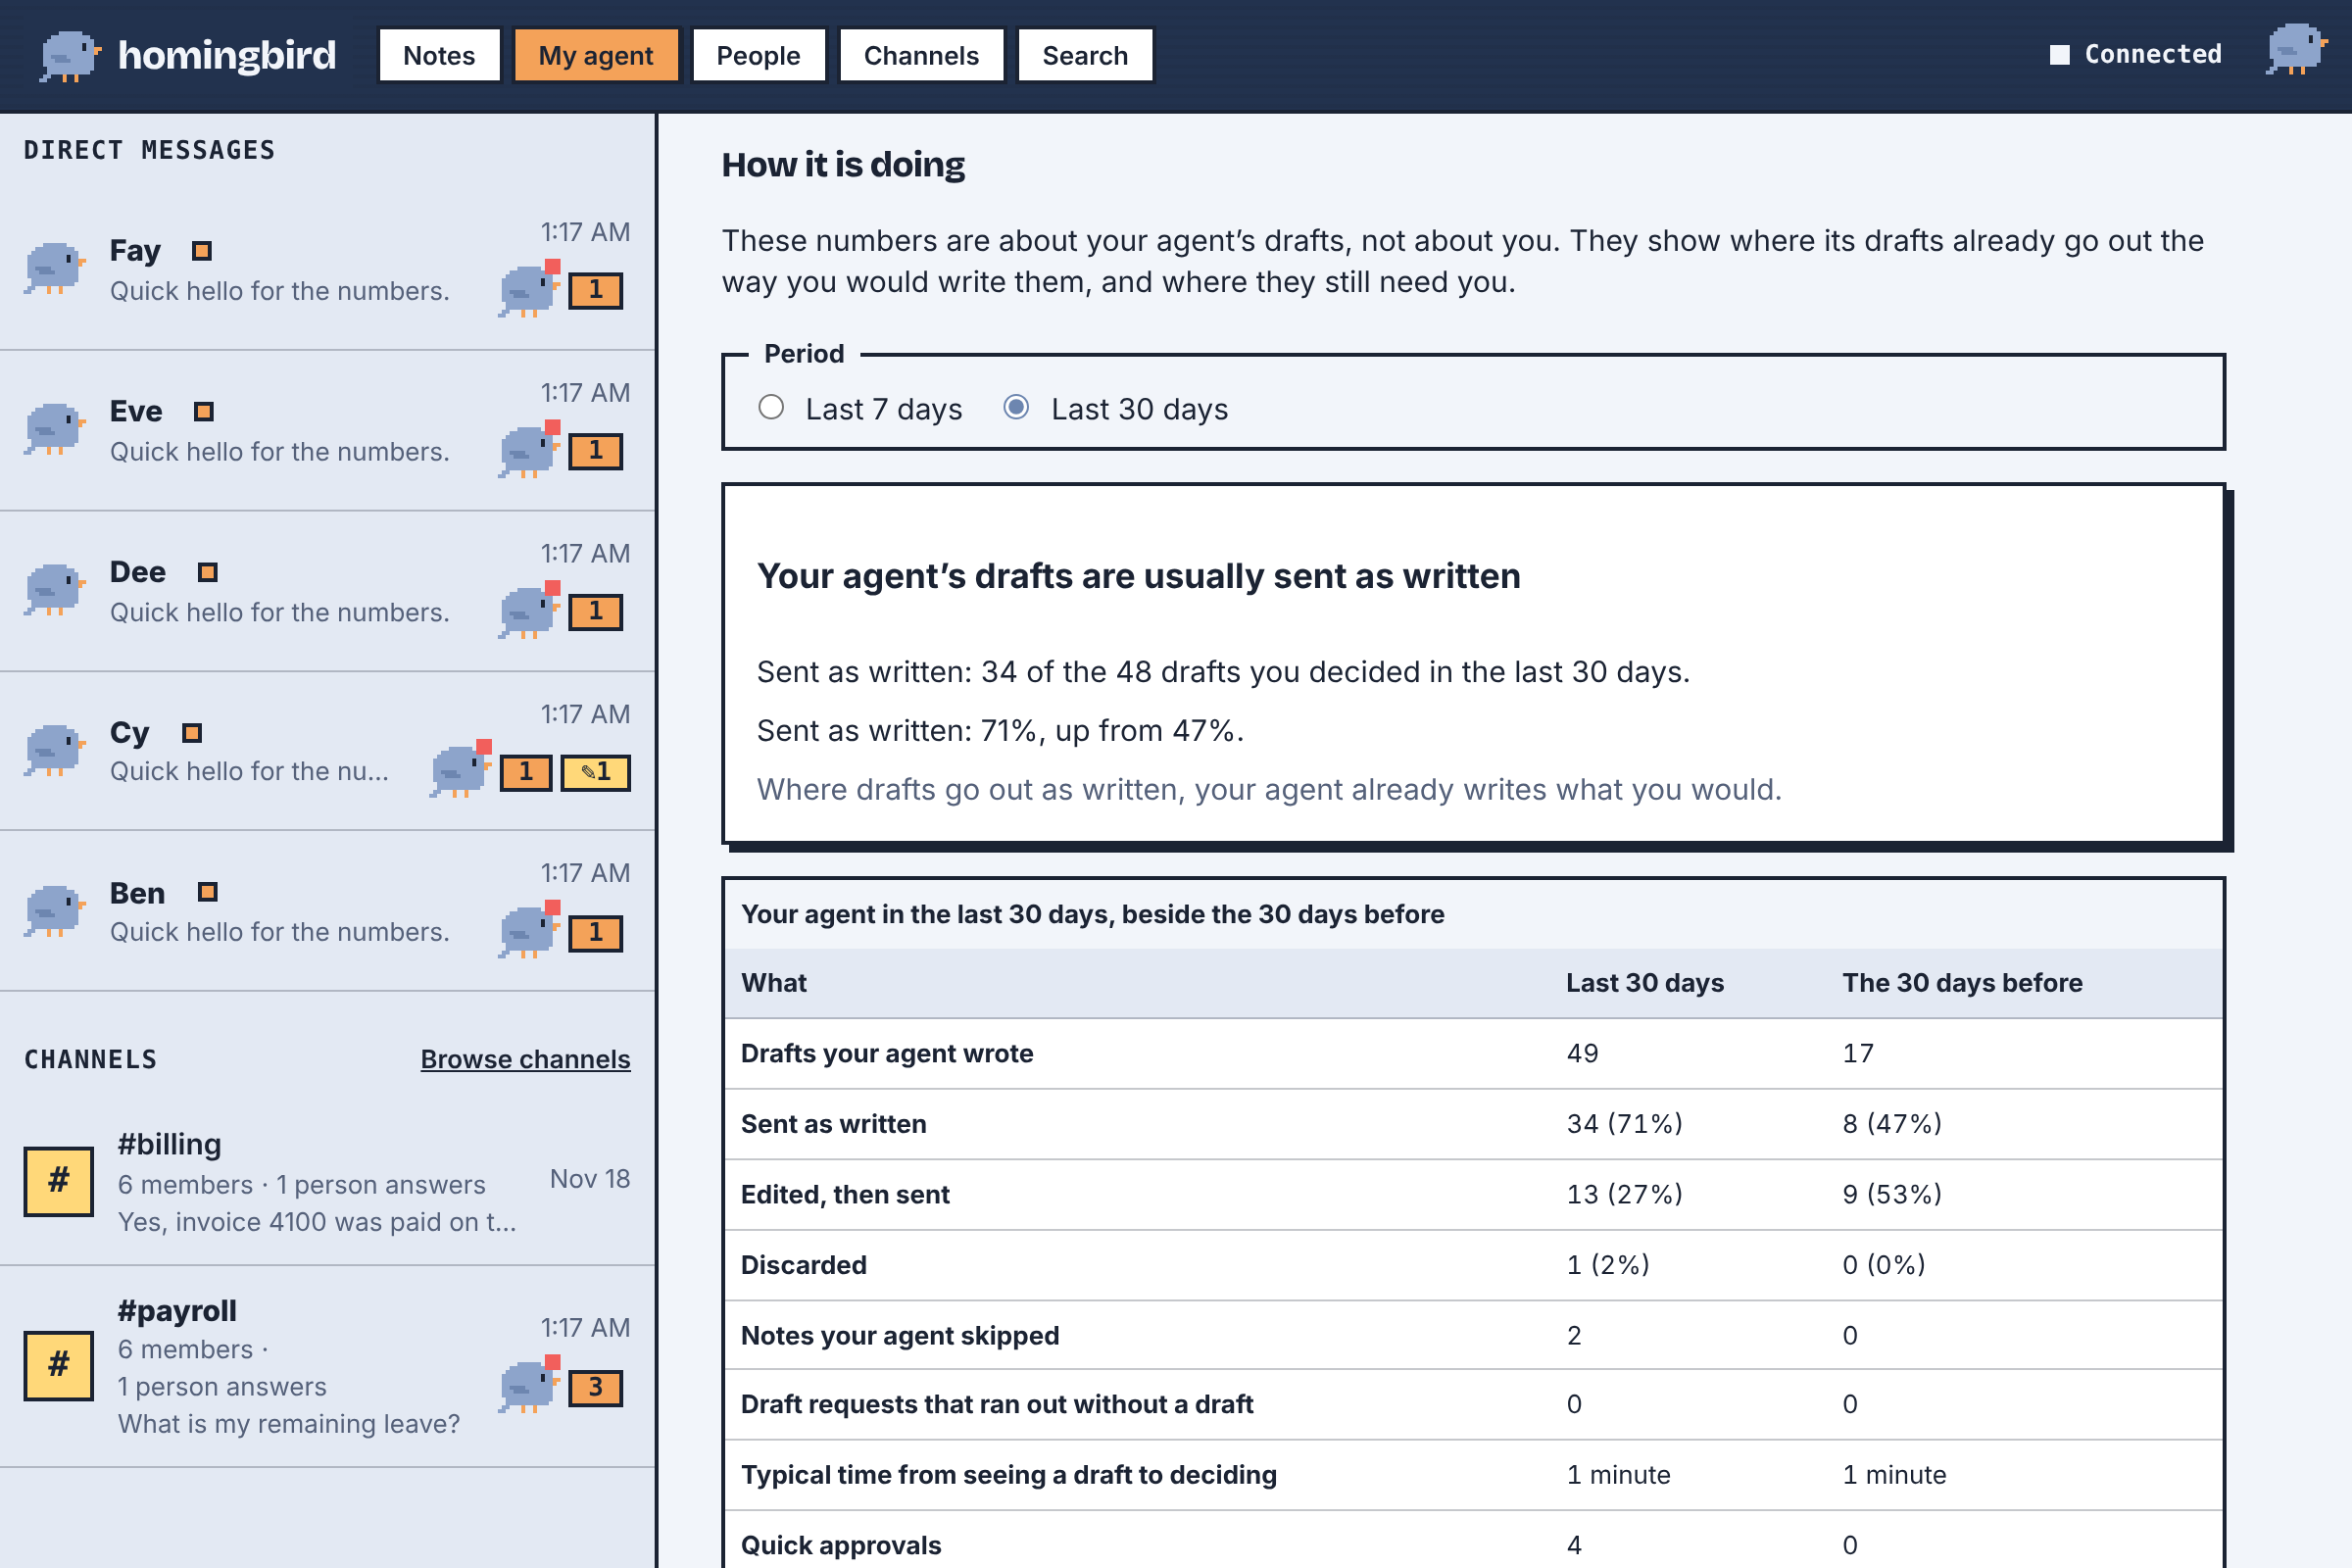 homingbird
Notes
My agent
People
Channels
Search
Connected
DIRECT MESSAGES
Fay
1:17 AM
Quick hello for the numbers.
1
Eve
1:17 AM
Quick hello for the numbers.
1
Dee
1:17 AM
Quick hello for the numbers.
1
Cy
1:17 AM
Quick hello for the nu...
1
✎1
Ben
1:17 AM
Quick hello for the numbers.
1
CHANNELS
Browse channels
#
#billing
6 members · 1 person answers
Nov 18
Yes, invoice 4100 was paid on t...
#
#payroll
1:17 AM
6 members ·
1 person answers
3
What is my remaining leave?
How it is doing
These numbers are about your agent’s drafts, not about you. They show where its drafts already go out the
way you would write them, and where they still need you.
Period
Last 7 days
Last 30 days
Your agent’s drafts are usually sent as written
Sent as written: 34 of the 48 drafts you decided in the last 30 days.
Sent as written: 71%, up from 47%.
Where drafts go out as written, your agent already writes what you would.
Your agent in the last 30 days, beside the 30 days before
What Last 30 days The 30 days before
Drafts your agent wrote 49 17
Sent as written 34 (71%) 8 (47%)
Edited, then sent 13 (27%) 9 (53%)
Discarded 1 (2%) 0 (0%)
Notes your agent skipped 2 0
Draft requests that ran out without a draft 0 0
Typical time from seeing a draft to deciding 1 minute 1 minute
Quick approvals 4 0